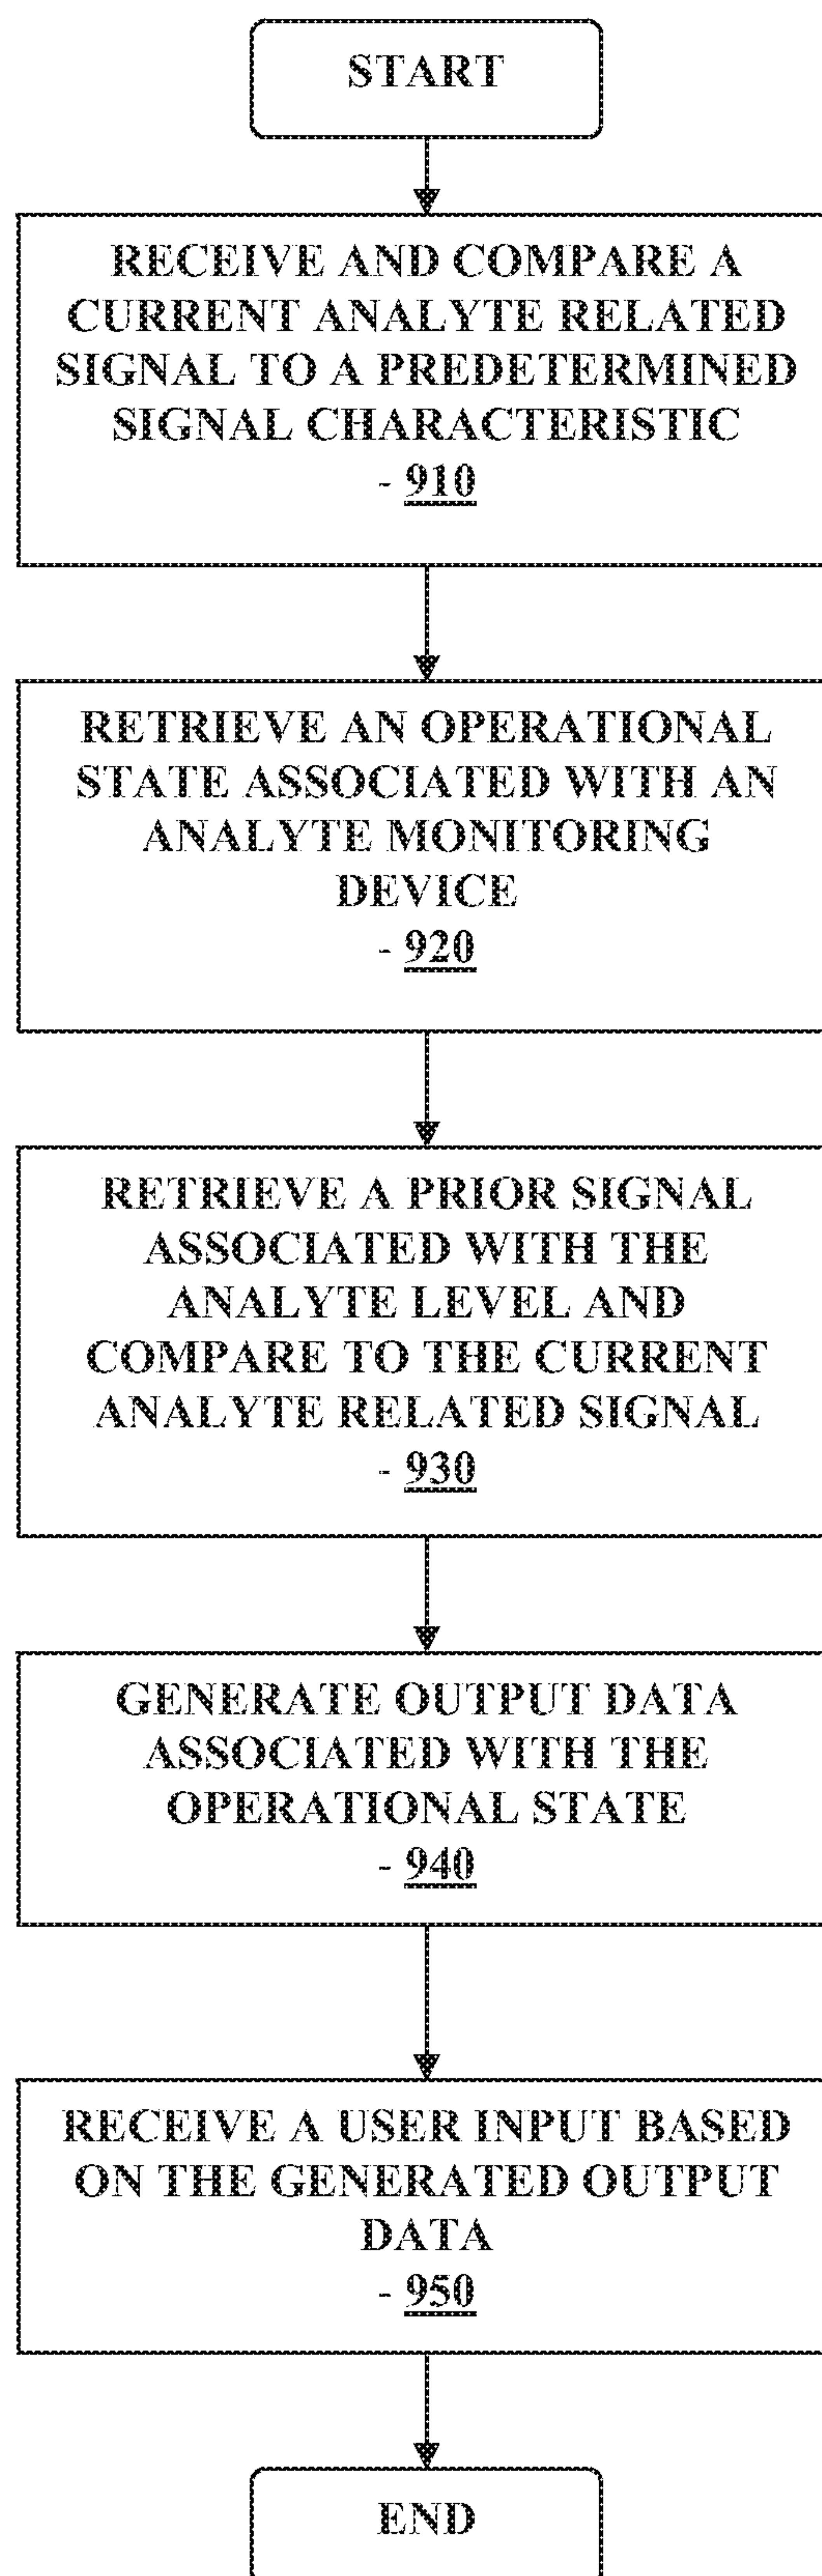 START
RECEIVE AND COMPARE A
CURRENT ANALYTE RELATED
SIGNAL TO A PREDETERMINED
SIGNAL CHARACTERISTIC
- 910
RETRIEVE AN OPERATIONAL
STATE ASSOCIATED WITH AN
ANALYTE MONITORING
DEVICE
- 920
RETRIEVE A PRIOR SIGNAL
ASSOCIATED WITH THE
ANALYTE LEVEL AND
COMPARE TO THE CURRENT
ANALYTE RELATED SIGNAL
- 930
GENERATE OUTPUT DATA
ASSOCIATED WITH THE
OPERATIONAL STATE
- 940
RECEIVE A USER INPUT BASED
ON THE GENERATED OUTPUT
DATA
- 950
END